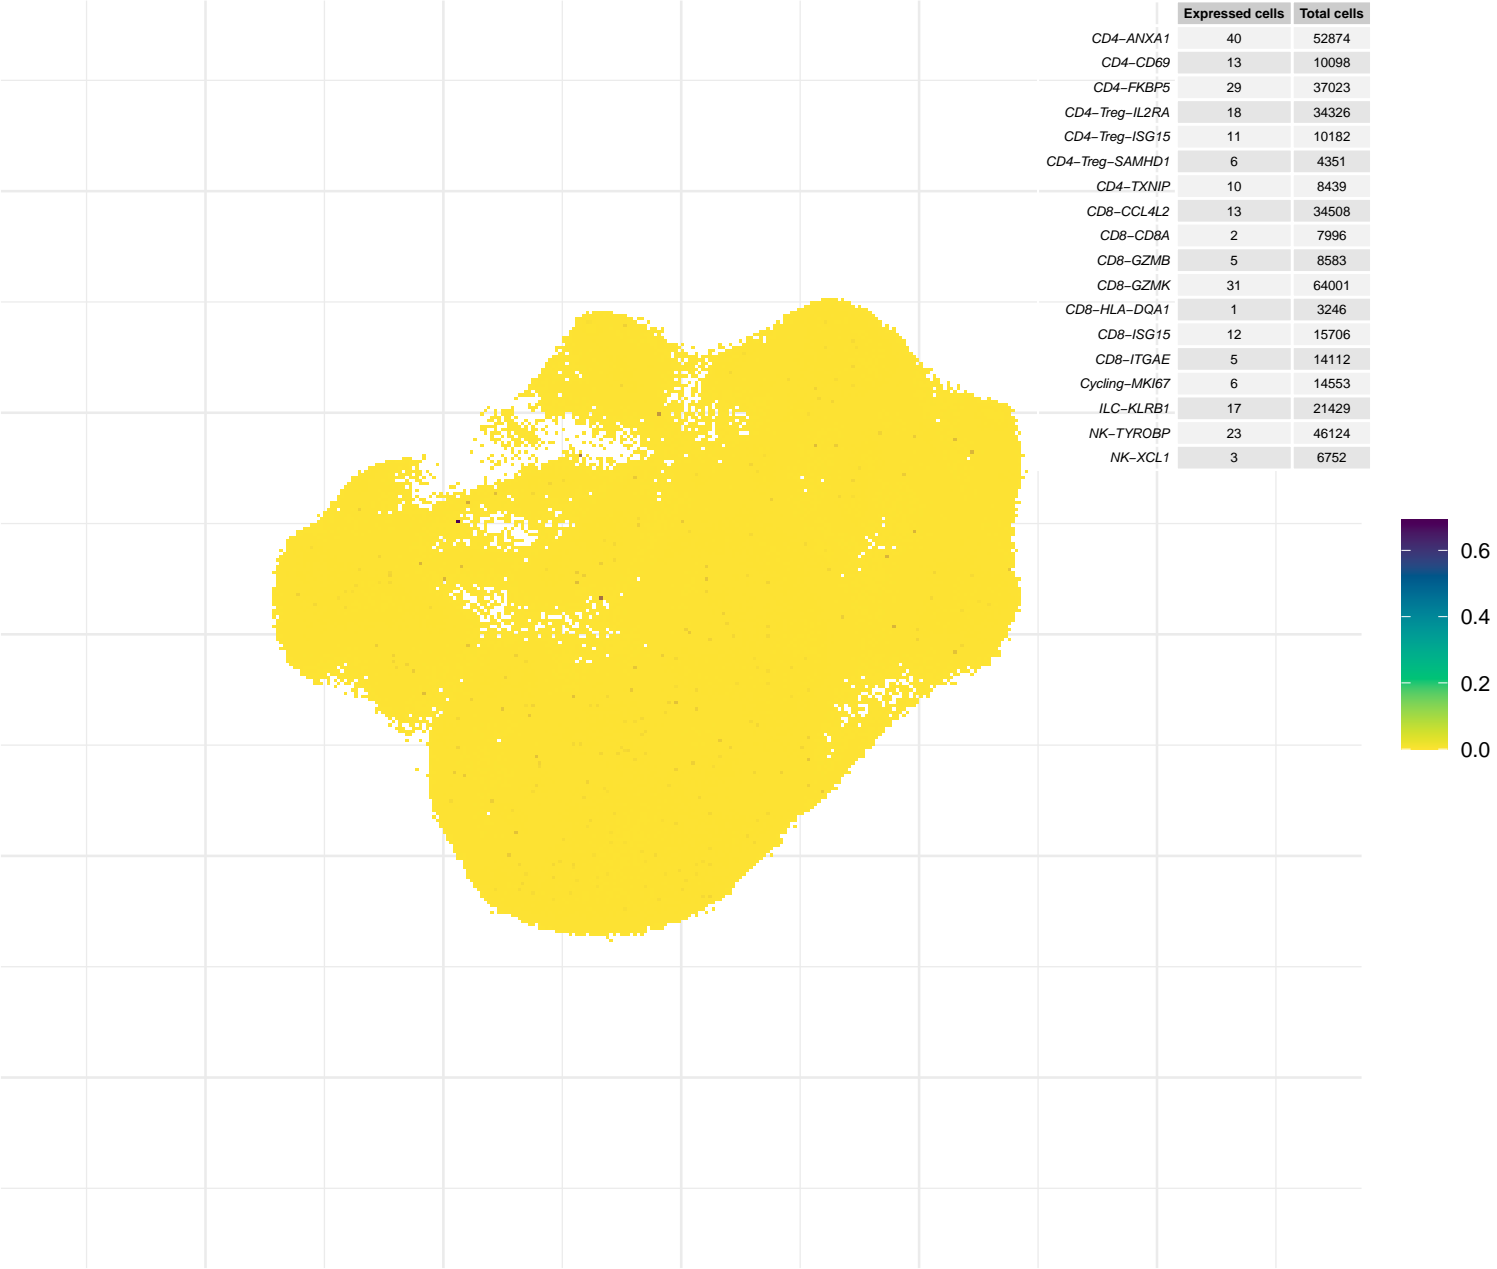 Expressed cells Total cells
CD4−ANXA1 40 52874
CD4−CD69 13 10098
CD4−FKBP5 29 37023
CD4−Treg−IL2RA 18 34326
CD4−Treg−ISG15 11 10182
CD4−Treg−SAMHD1 6 4351
CD4−TXNIP 10 8439
CD8−CCL4L2 13 34508
CD8−CD8A 2 7996
CD8−GZMB 5 8583
CD8−GZMK 31 64001
CD8−HLA−DQA1 1 3246
CD8−ISG15 12 15706
CD8−ITGAE 5 14112
Cycling−MKI67 6 14553
ILC−KLRB1 17 21429
NK−TYROBP 23 46124
NK−XCL1 3 6752
0.6
0.4
0.2
0.0